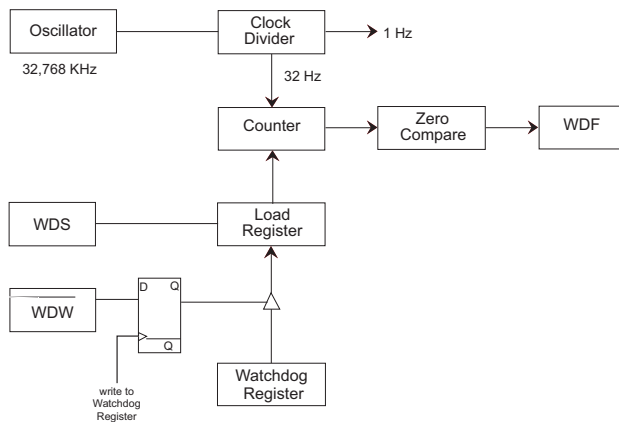 Oscillator
Clock
Divider
1 Hz
32,768 KHz
32 Hz
Counter
Zero
Compare
WDF
WDS
Load
Register
D
Q
WDW
Q
write to
Watchdog
Register
Watchdog
Register